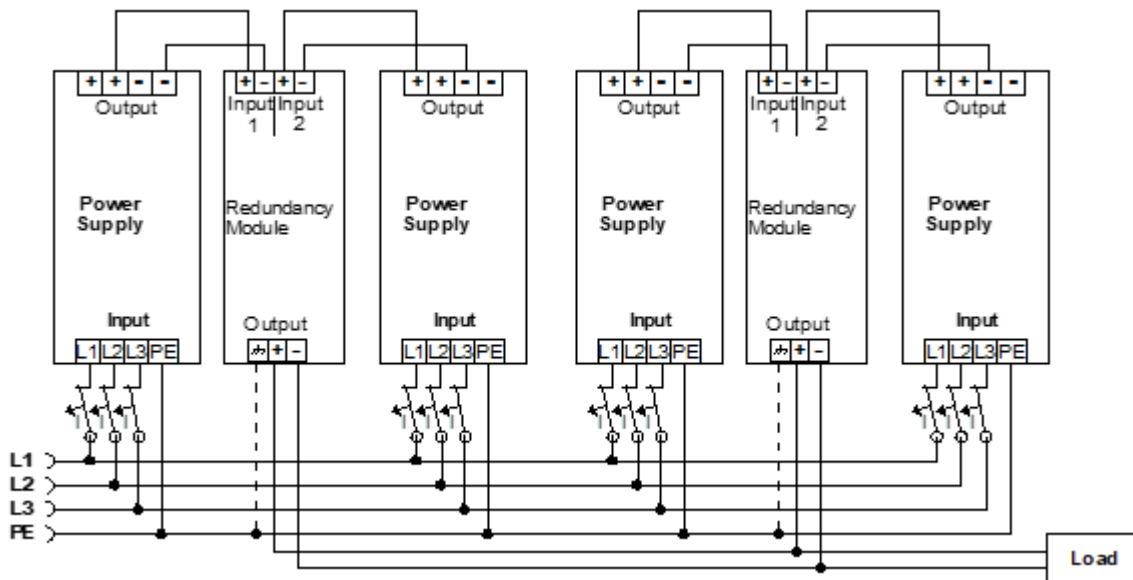 + + - -
+ - + -
+ + - -
+ + - -
+ - + -
+ + - -
Output
Input Input
1 2
Output
Output
Input Input
1 2
Output
Power
Supply
Redundancy
Module
Power
Supply
Power
Supply
Redundancy
Module
Power
Supply
Input
Output
Input
Input
Output
Input
L1 L2 L3 PE
+ -
L1 L2 L3 PE
L1 L2 L3 PE
+ -
L1 L2 L3 PE
L1
L2
L3
PE
Load